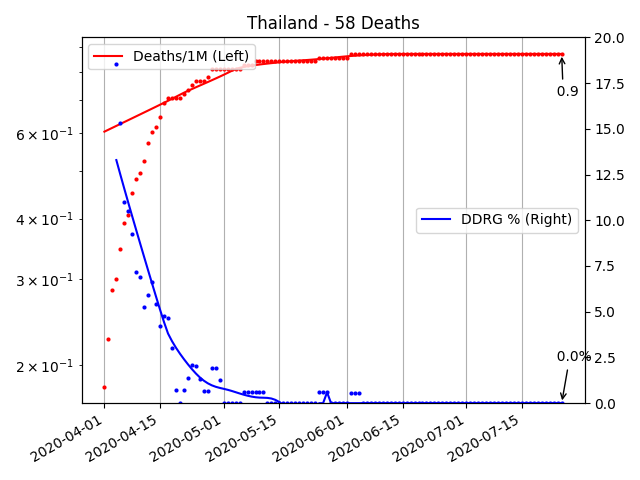 Thailand - 58 Deaths
Deaths/1M (Left)
DDRG % (Right)
0.9
0.0%
6 × 10⁻¹
4 × 10⁻¹
3 × 10⁻¹
2 × 10⁻¹
20.0
17.5
15.0
12.5
10.0
7.5
5.0
2.5
0.0
2020-04-01
2020-04-15
2020-05-01
2020-05-15
2020-06-01
2020-06-15
2020-07-01
2020-07-15